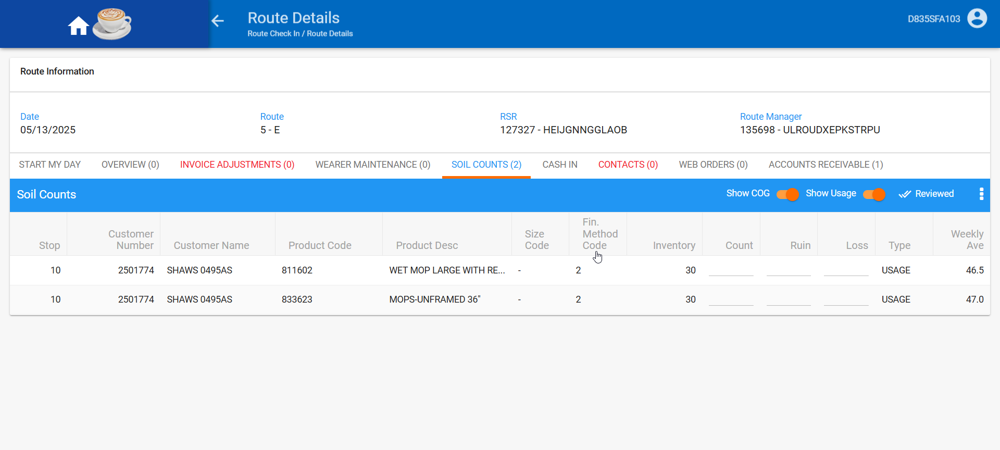 Route Details
Route Check In / Route Details
D835SFA103
Route Information
Date
05/13/2025
Route
5 - E
RSR
127327 - HEIJGNNGGLAOB
Route Manager
135698 - ULROUDXEPKSTRPU
START MY DAY OVERVIEW (0) INVOICE ADJUSTMENTS (0) WEARER MAINTENANCE (0) SOIL COUNTS (2) CASH IN CONTACTS (0) WEB ORDERS (0) ACCOUNTS RECEIVABLE (1)
Soil Counts Show COG Show Usage Reviewed
Stop
Customer
Number
Customer Name
Product Code
Product Desc
Size
Code
Fin.
Method
Code
Inventory
Count
Ruin
Loss
Type
Weekly
Ave
10 2501774 SHAWS 0495AS 811602 WET MOP LARGE WITH RE... - 2 30 USAGE 46.5
10 2501774 SHAWS 0495AS 833623 MOPS-UNFRAMED 36" - 2 30 USAGE 47.0